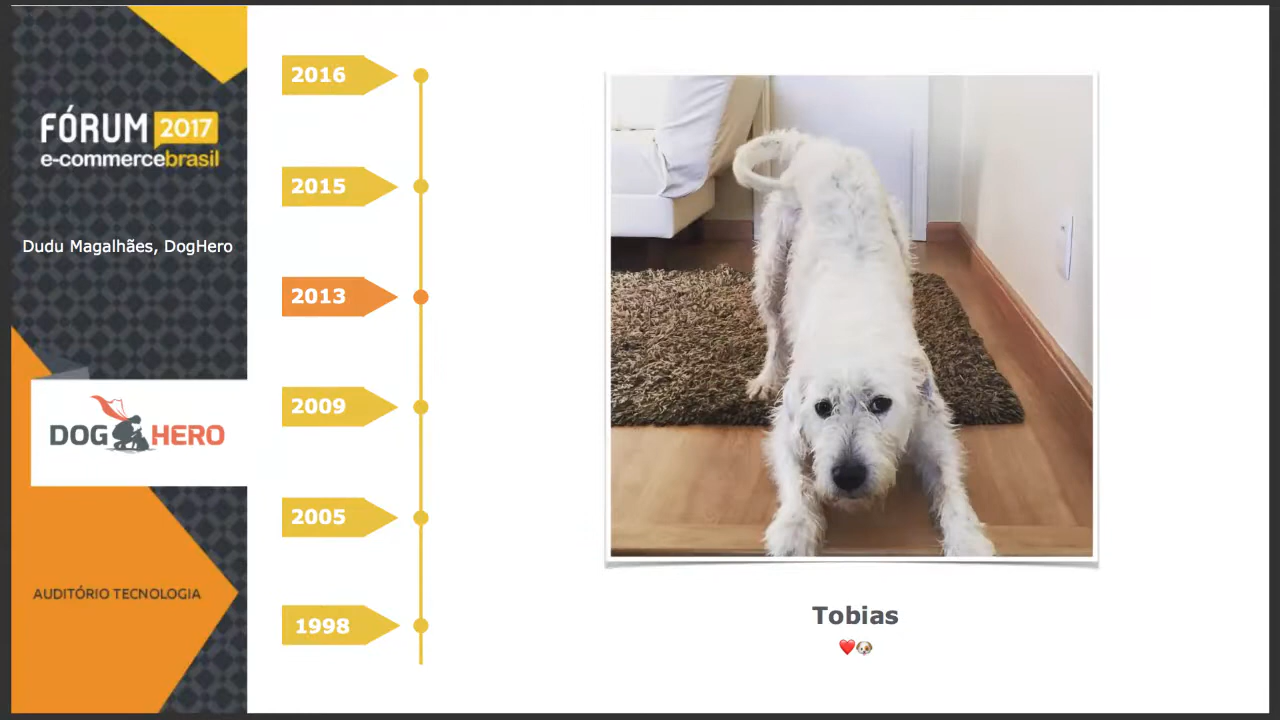 FÓRUM 2017
e-commercebrasil
Dudu Magalhães, DogHero
DOG HERO
AUDITÓRIO TECNOLOGIA
2016
2015
2013
2009
2005
1998
Tobias
❤️🐶